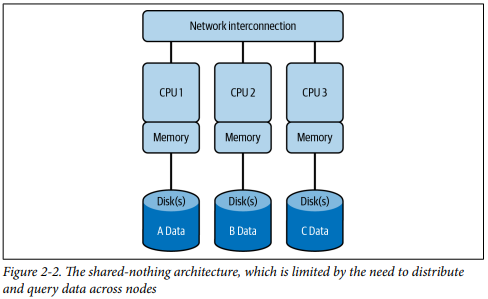 Network interconnection
CPU 1
CPU 2
CPU 3
Memory
Memory
Memory
Disk(s)
Disk(s)
Disk(s)
A Data
B Data
C Data
Figure 2-2. The shared-nothing architecture, which is limited by the need to distribute
and query data across nodes